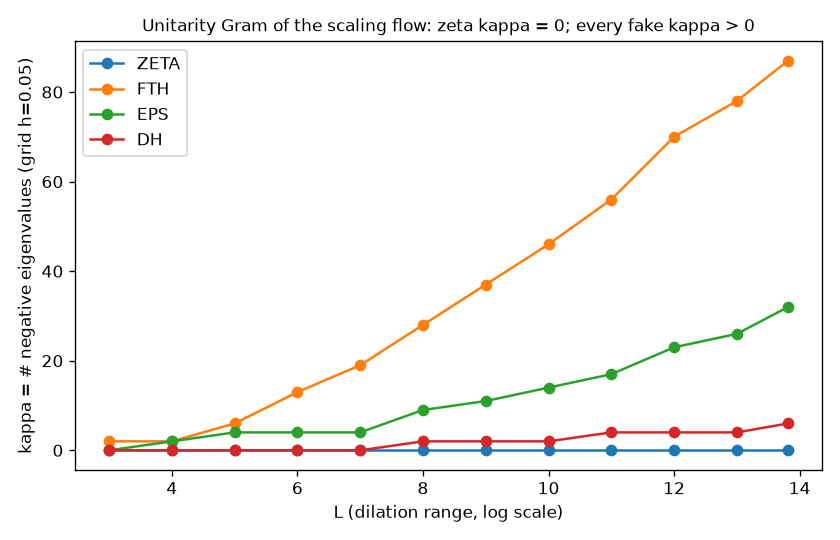 Unitarity Gram of the scaling flow: zeta kappa = 0; every fake kappa > 0
ZETA
FTH
EPS
DH
kappa = # negative eigenvalues (grid h=0.05)
80
60
40
20
0
4 6 8 10 12 14
L (dilation range, log scale)